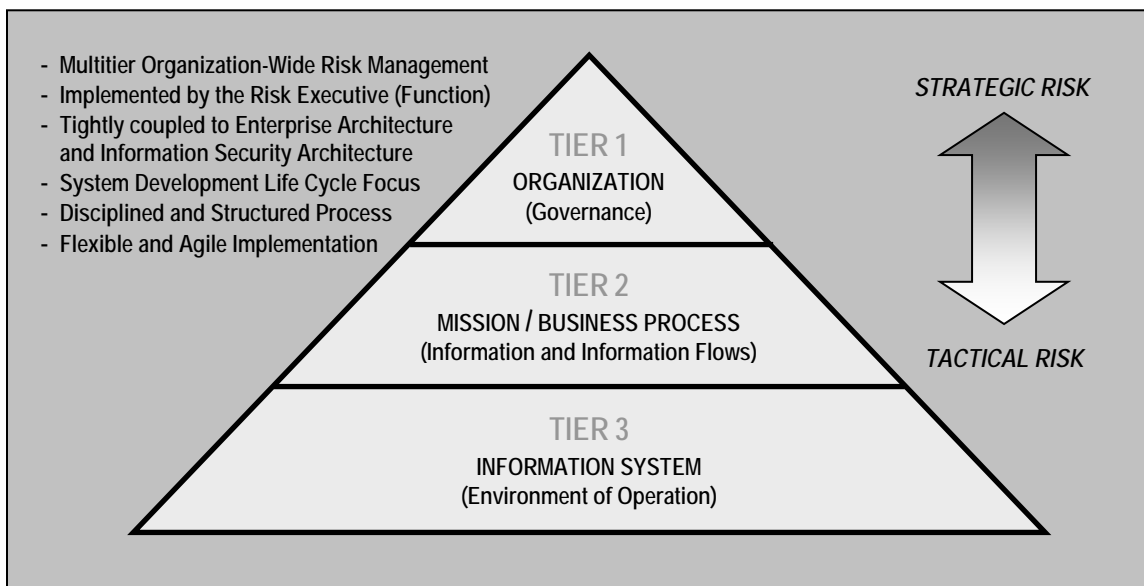 - Multitier Organization-Wide Risk Management
- Implemented by the Risk Executive (Function)
- Tightly coupled to Enterprise Architecture
and Information Security Architecture
- System Development Life Cycle Focus
- Disciplined and Structured Process
- Flexible and Agile Implementation
TIER 1
ORGANIZATION
(Governance)
TIER 2
MISSION / BUSINESS PROCESS
(Information and Information Flows)
TIER 3
INFORMATION SYSTEM
(Environment of Operation)
STRATEGIC RISK
TACTICAL RISK